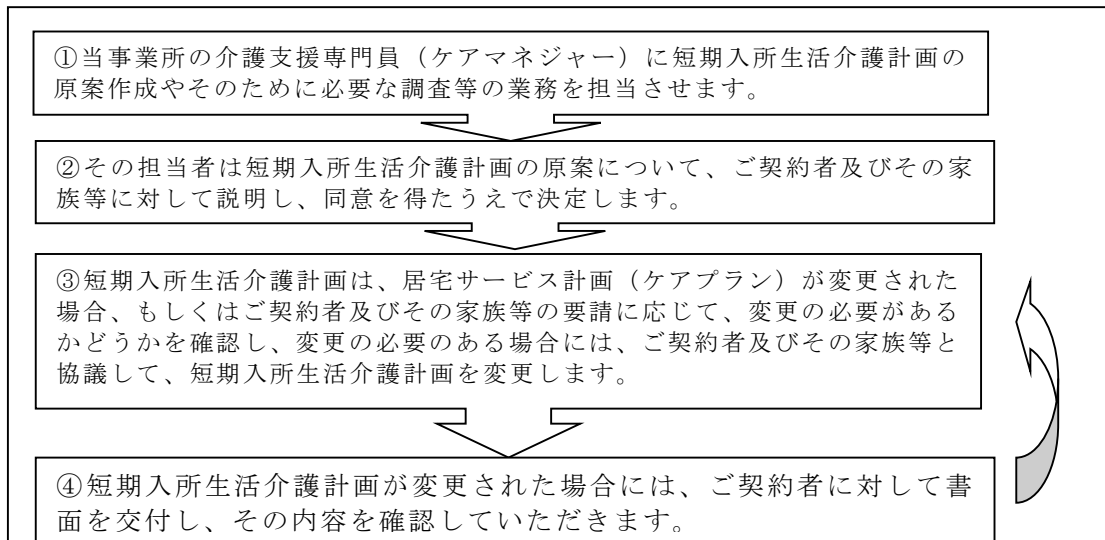 ①当事業所の介護支援専門員（ケアマネジャー）に短期入所生活介護計画の
原案作成やそのために必要な調査等の業務を担当させます。
②その担当者は短期入所生活介護計画の原案について、ご契約者及びその家
族等に対して説明し、同意を得たうえで決定します。
③短期入所生活介護計画は、居宅サービス計画（ケアプラン）が変更された
場合、もしくはご契約者及びその家族等の要請に応じて、変更の必要がある
かどうかを確認し、変更の必要のある場合には、ご契約者及びその家族等と
協議して、短期入所生活介護計画を変更します。
④短期入所生活介護計画が変更された場合には、ご契約者に対して書
面を交付し、その内容を確認していただきます。